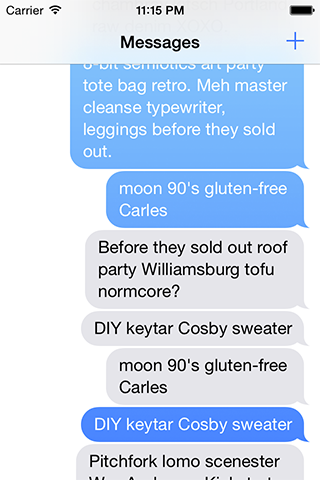 Carrier 11:15 PM
Messages
8-bit semiotics art party
tote bag retro. Meh master
cleanse typewriter,
leggings before they sold
out.
moon 90's gluten-free
Carles
Before they sold out roof
party Williamsburg tofu
normcore?
DIY keytar Cosby sweater
moon 90's gluten-free
Carles
DIY keytar Cosby sweater
Pitchfork lomo scenester